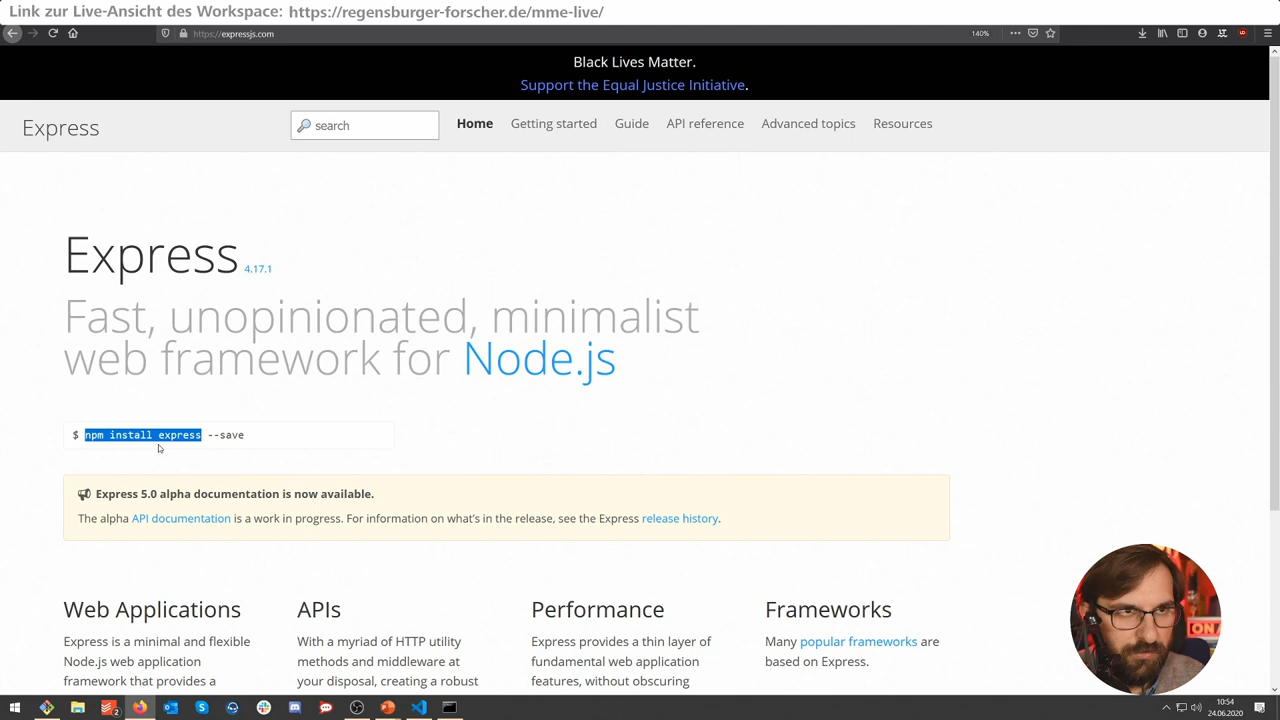 Link zur Live-Ansicht des Workspace: https://regensburger-forscher.de/mme-live/
https://expressjs.com
140%
Black Lives Matter.
Support the Equal Justice Initiative.
Express
search
Home Getting started Guide API reference Advanced topics Resources
Express 4.17.1
Fast, unopinionated, minimalist
web framework for Node.js
$ npm install express --save
Express 5.0 alpha documentation is now available.
The alpha API documentation is a work in progress. For information on what's in the release, see the Express release history.
Web Applications
Express is a minimal and flexible
Node.js web application
framework that provides a
APIs
With a myriad of HTTP utility
methods and middleware at
your disposal, creating a robust
Performance
Express provides a thin layer of
fundamental web application
features, without obscuring
Frameworks
Many popular frameworks are
based on Express.
2
10:54
24.06.2020